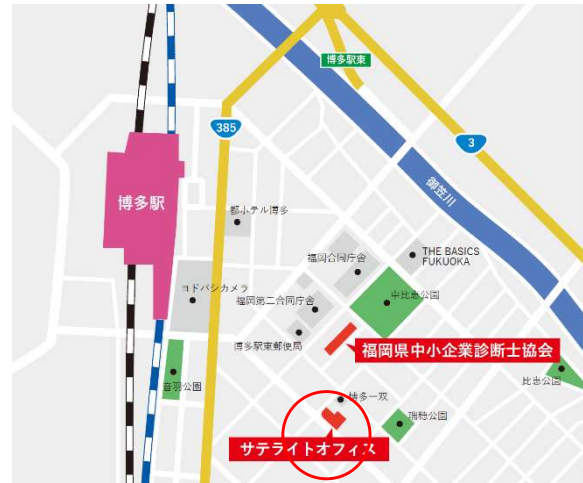 博多駅東
385
3
博多駅
御笠川
都ホテル博多
THE BASICS
FUKUOKA
福岡合同庁舎
ヨドバシカメラ
福岡第二合同庁舎
中比恵公園
博多駅東郵便局
福岡県中小企業診断士協会
比恵公園
音羽公園
博多一双
瑞穂公園
サテライトオフィス